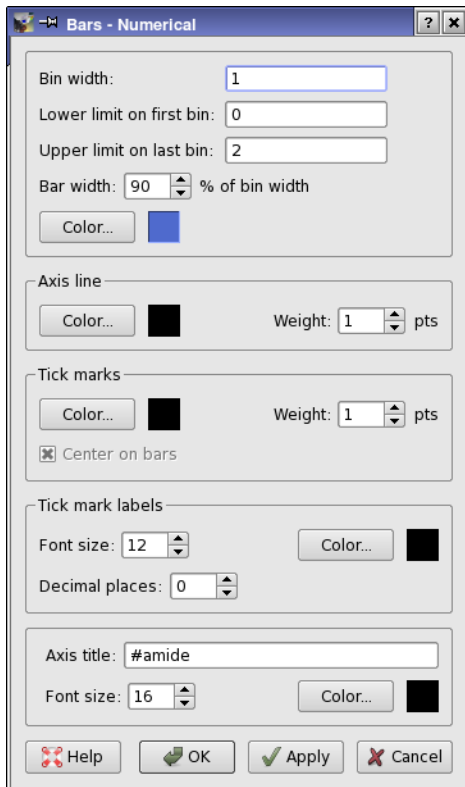 Bars - Numerical
Bin width: 1
Lower limit on first bin: 0
Upper limit on last bin: 2
Bar width: 90 % of bin width
Color...
Axis line
Color... Weight: 1 pts
Tick marks
Color... Weight: 1 pts
Center on bars
Tick mark labels
Font size: 12 Color...
Decimal places: 0
Axis title: #amide
Font size: 16 Color...
Help OK Apply Cancel